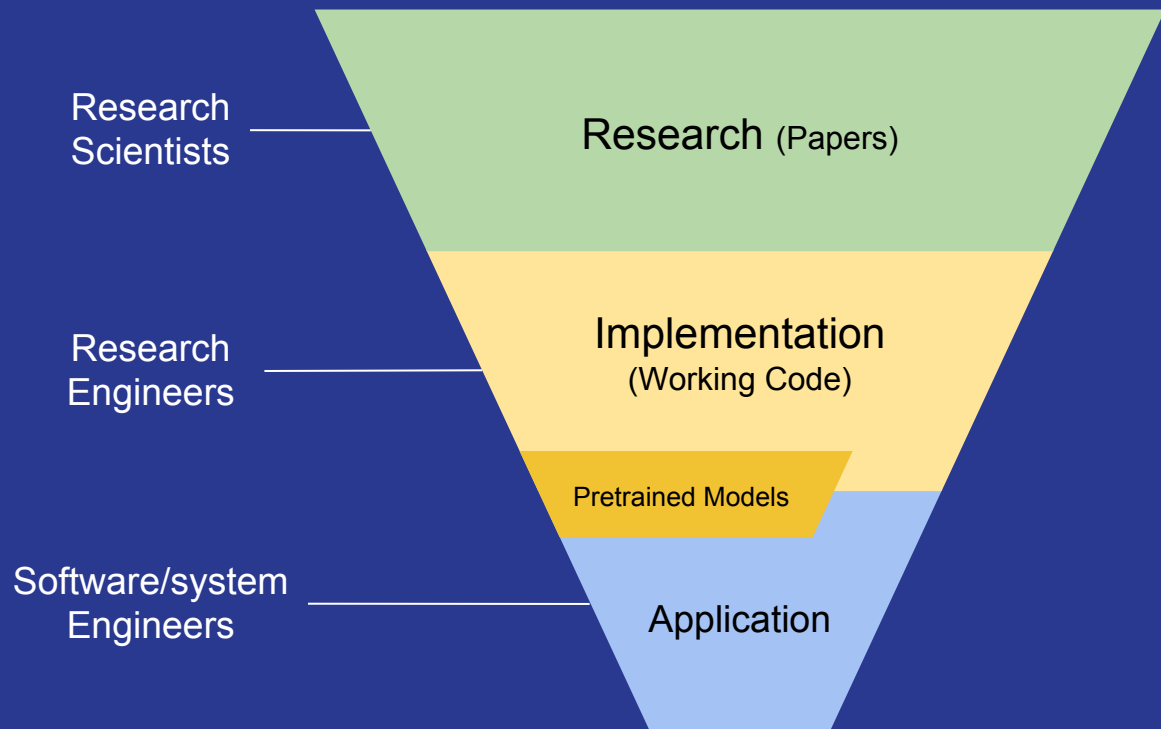 Research
Scientists
Research (Papers)
Research
Engineers
Implementation
(Working Code)
Pretrained Models
Software/system
Engineers
Application